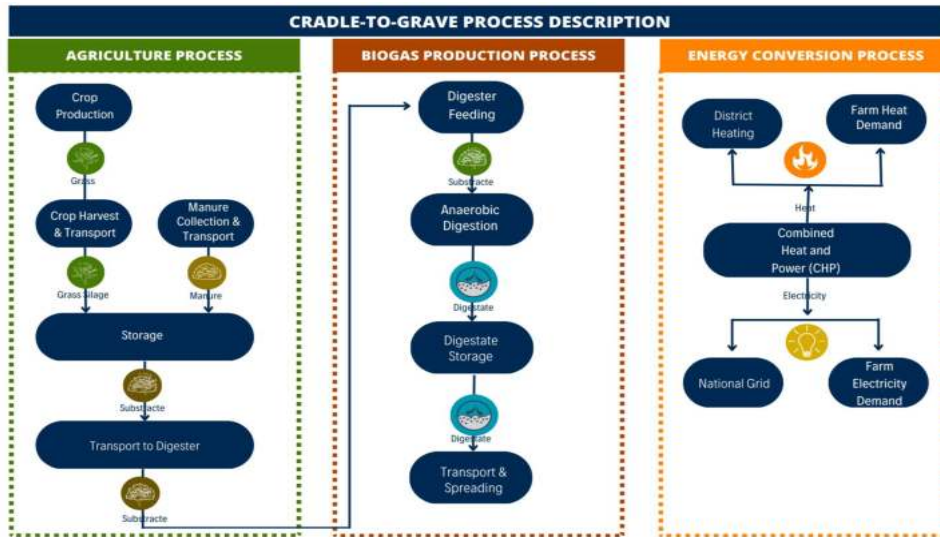 CRADLE-TO-GRAVE PROCESS DESCRIPTION
AGRICULTURE PROCESS
Crop
Production
Grass
Crop Harvest
& Transport
Manure
Collection &
Transport
Grass Silage
Manure
Storage
Substracte
Transport to Digester
Substracte
BIOGAS PRODUCTION PROCESS
Digester
Feeding
Substracte
Anaerobic
Digestion
Digestate
Digestate
Storage
Digestate
Transport &
Spreading
ENERGY CONVERSION PROCESS
District
Heating
Farm Heat
Demand
Heat
Combined
Heat and
Power (CHP)
Electricity
National Grid
Farm
Electricity
Demand